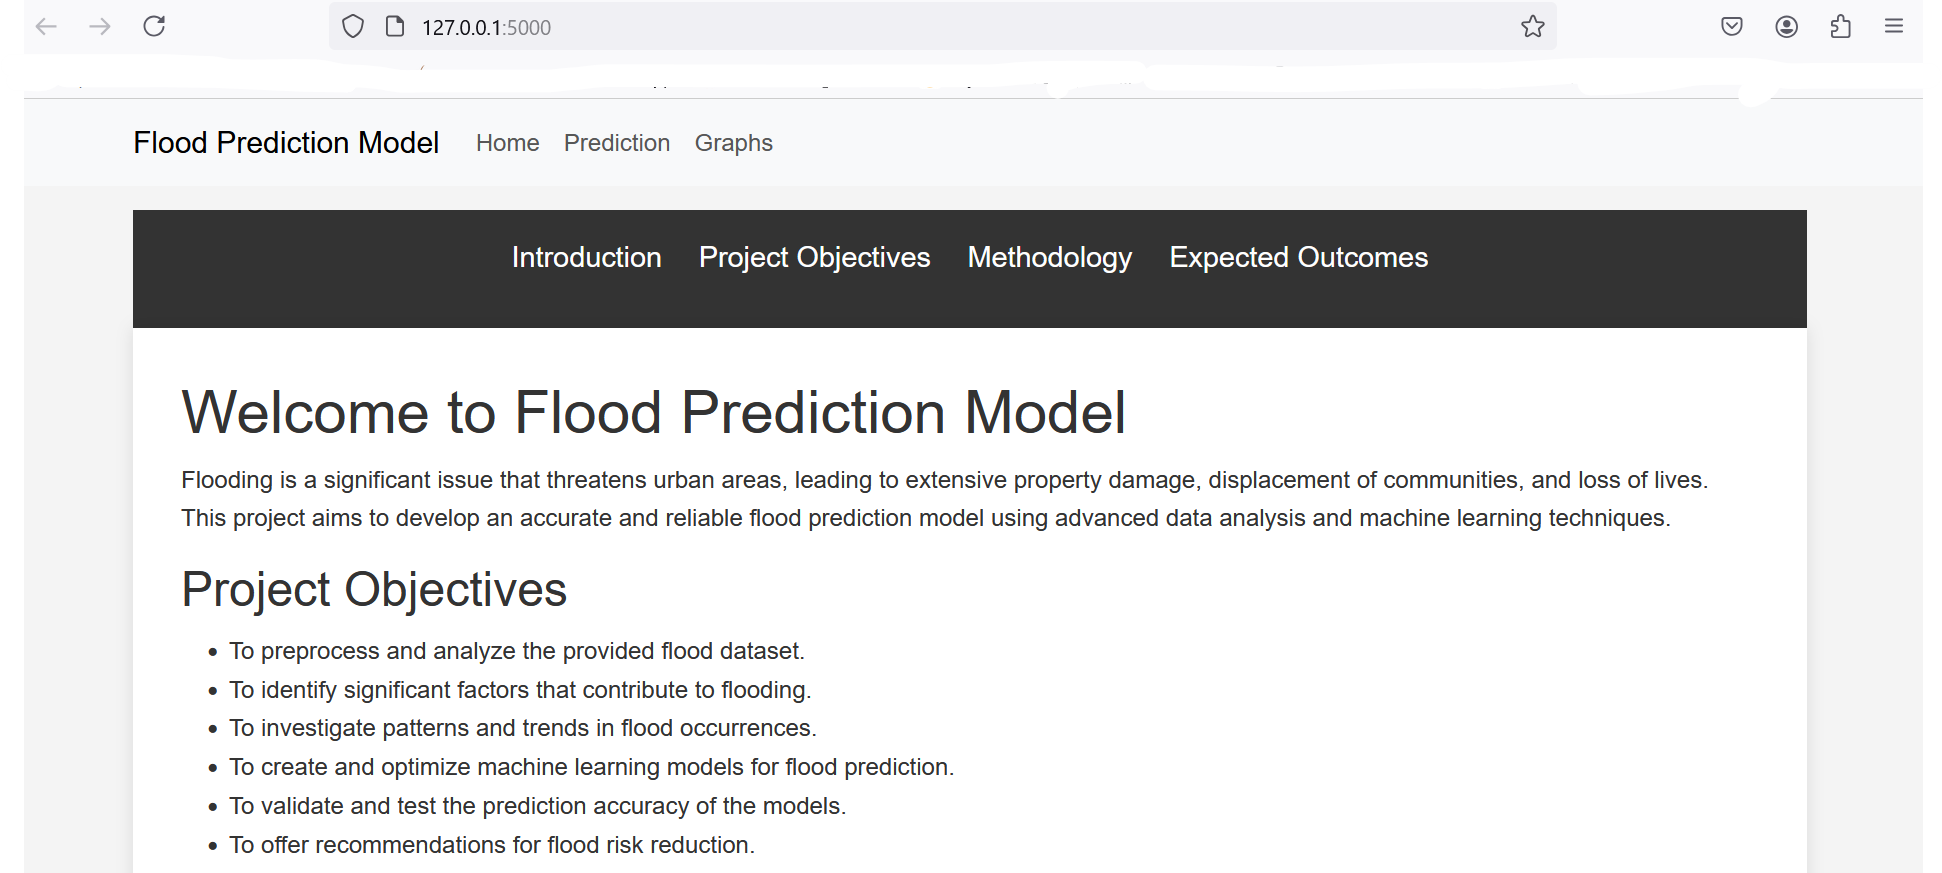 127.0.0.1:5000
Flood Prediction Model Home Prediction Graphs
Introduction Project Objectives Methodology Expected Outcomes
Welcome to Flood Prediction Model
Flooding is a significant issue that threatens urban areas, leading to extensive property damage, displacement of communities, and loss of lives.
This project aims to develop an accurate and reliable flood prediction model using advanced data analysis and machine learning techniques.
Project Objectives
• To preprocess and analyze the provided flood dataset.
• To identify significant factors that contribute to flooding.
• To investigate patterns and trends in flood occurrences.
• To create and optimize machine learning models for flood prediction.
• To validate and test the prediction accuracy of the models.
• To offer recommendations for flood risk reduction.